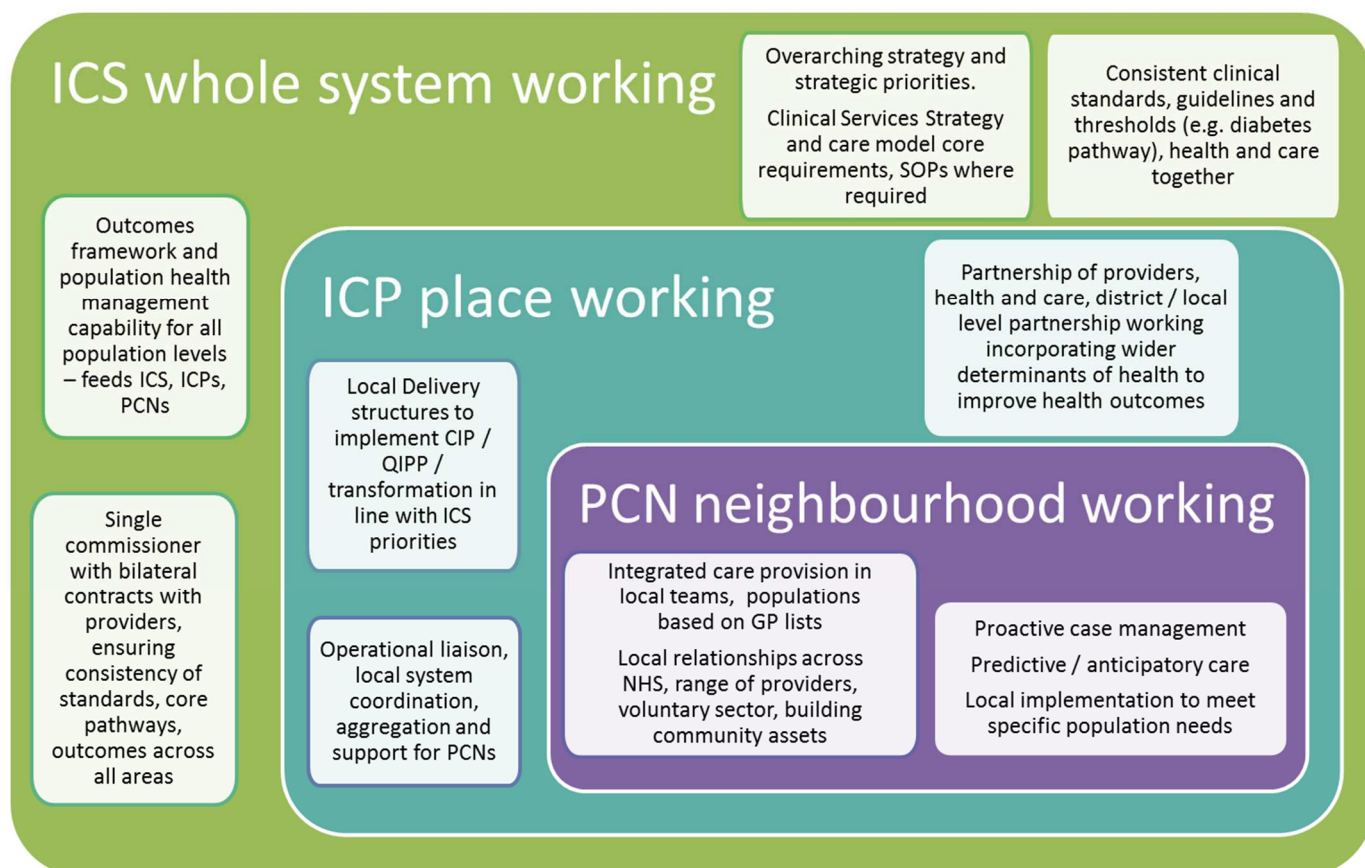 ICS whole system working
Overarching strategy and
strategic priorities.
Clinical Services Strategy
and care model core
requirements, SOPs where
required
Consistent clinical
standards, guidelines and
thresholds (e.g. diabetes
pathway), health and care
together
Outcomes
framework and
population health
management
capability for all
population levels
– feeds ICS, ICPs,
PCNs
Single
commissioner
with bilateral
contracts with
providers,
ensuring
consistency of
standards, core
pathways,
outcomes across
all areas
ICP place working
Partnership of providers,
health and care, district / local
level partnership working
incorporating wider
determinants of health to
improve health outcomes
Local Delivery
structures to
implement CIP /
QIPP /
transformation in
line with ICS
priorities
Operational liaison,
local system
coordination,
aggregation and
support for PCNs
PCN neighbourhood working
Integrated care provision in
local teams,  populations
based on GP lists
Local relationships across
NHS, range of providers,
voluntary sector, building
community assets
Proactive case management
Predictive / anticipatory care
Local implementation to meet
specific population needs